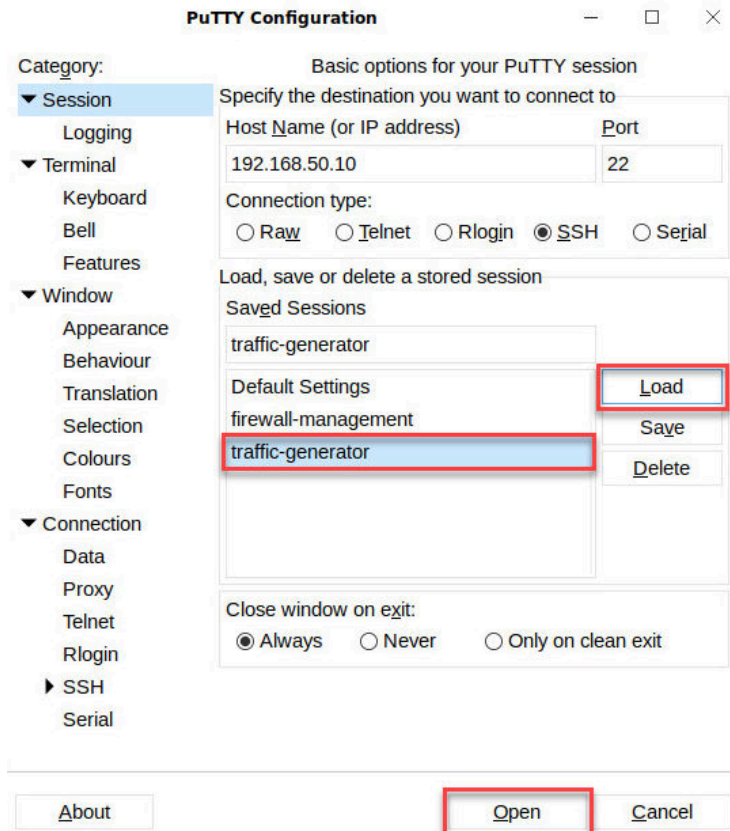 PuTTY Configuration
Category:
Session
Logging
Terminal
Keyboard
Bell
Features
Window
Appearance
Behaviour
Translation
Selection
Colours
Fonts
Connection
Data
Proxy
Telnet
Rlogin
SSH
Serial
Basic options for your PuTTY session
Specify the destination you want to connect to
Host Name (or IP address) Port
192.168.50.10 22
Connection type:
Raw Telnet Rlogin SSH Serial
Load, save or delete a stored session
Saved Sessions
traffic-generator
Default Settings Load
firewall-management Save
traffic-generator Delete
Close window on exit:
Always Never Only on clean exit
About Open Cancel